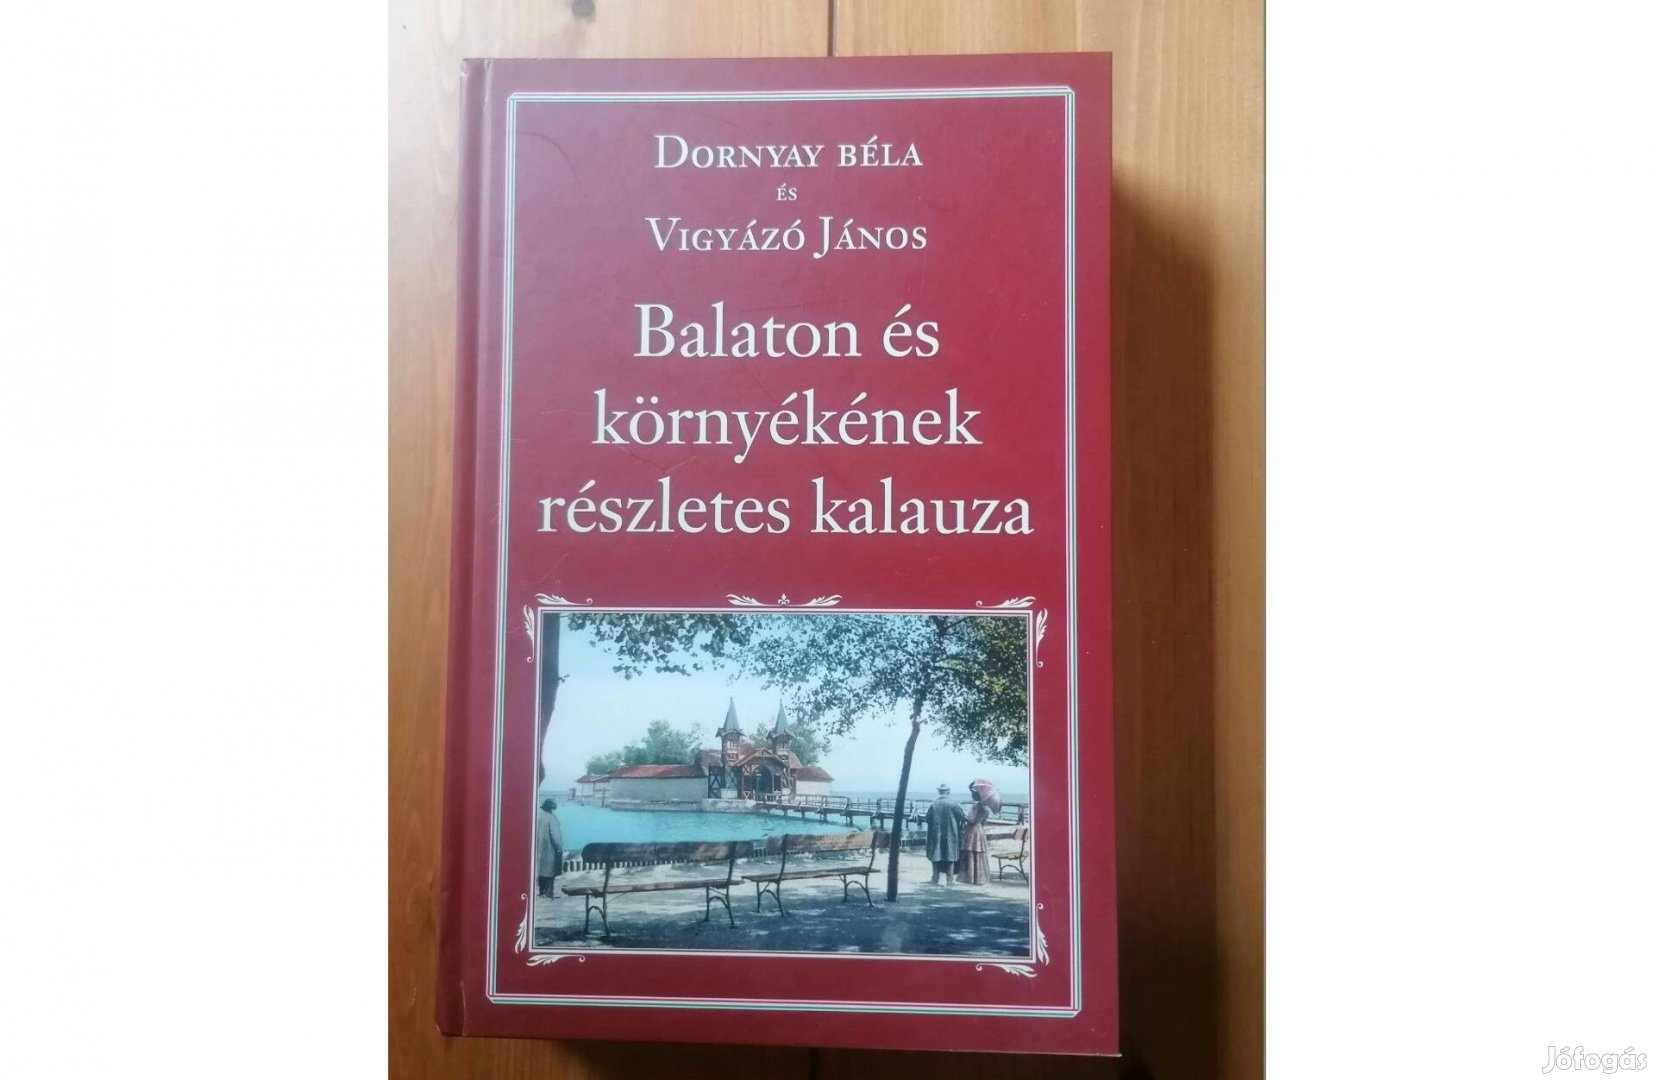 DORNYAY BÉLA
ÉS
VIGYÁZÓ JÁNOS
Balaton és
környékének
részletes kalauza
Jófogás